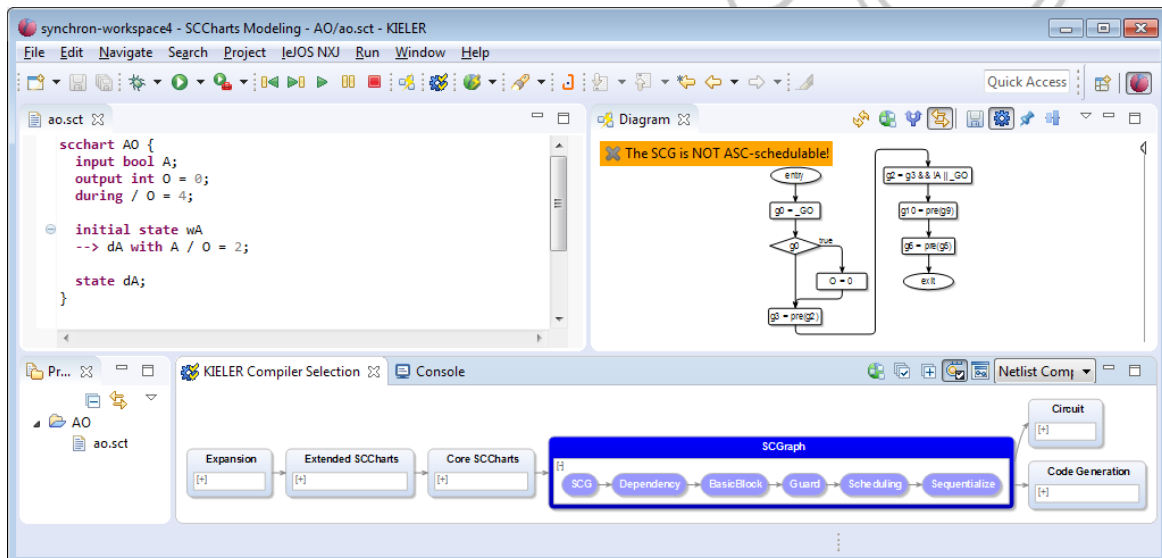 synchron-workspace4 - SCCharts Modeling - AO/ao.sct - KIELER
File Edit Navigate Search Project leJOS NXJ Run Window Help
Quick Access
ao.sct
scchart AO {
input bool A;
output int O = 0;
during / O = 4;
initial state wA
--> dA with A / O = 2;
state dA;
}
Diagram
The SCG is NOT ASC-schedulable!
entry
g0 = _GO
g0
true
O = 0
g3 = pre(g2)
g2 = g3 && !A || _GO
g10 = pre(g9)
g6 = pre(g6)
exit
Pr...
AO
ao.sct
KIELER Compiler Selection
Console
Netlist Comp
Expansion
[+]
Extended SCCharts
[+]
Core SCCharts
[+]
SCGraph
[-]
SCG
Dependency
BasicBlock
Guard
Scheduling
Sequentialize
Circuit
[+]
Code Generation
[+]